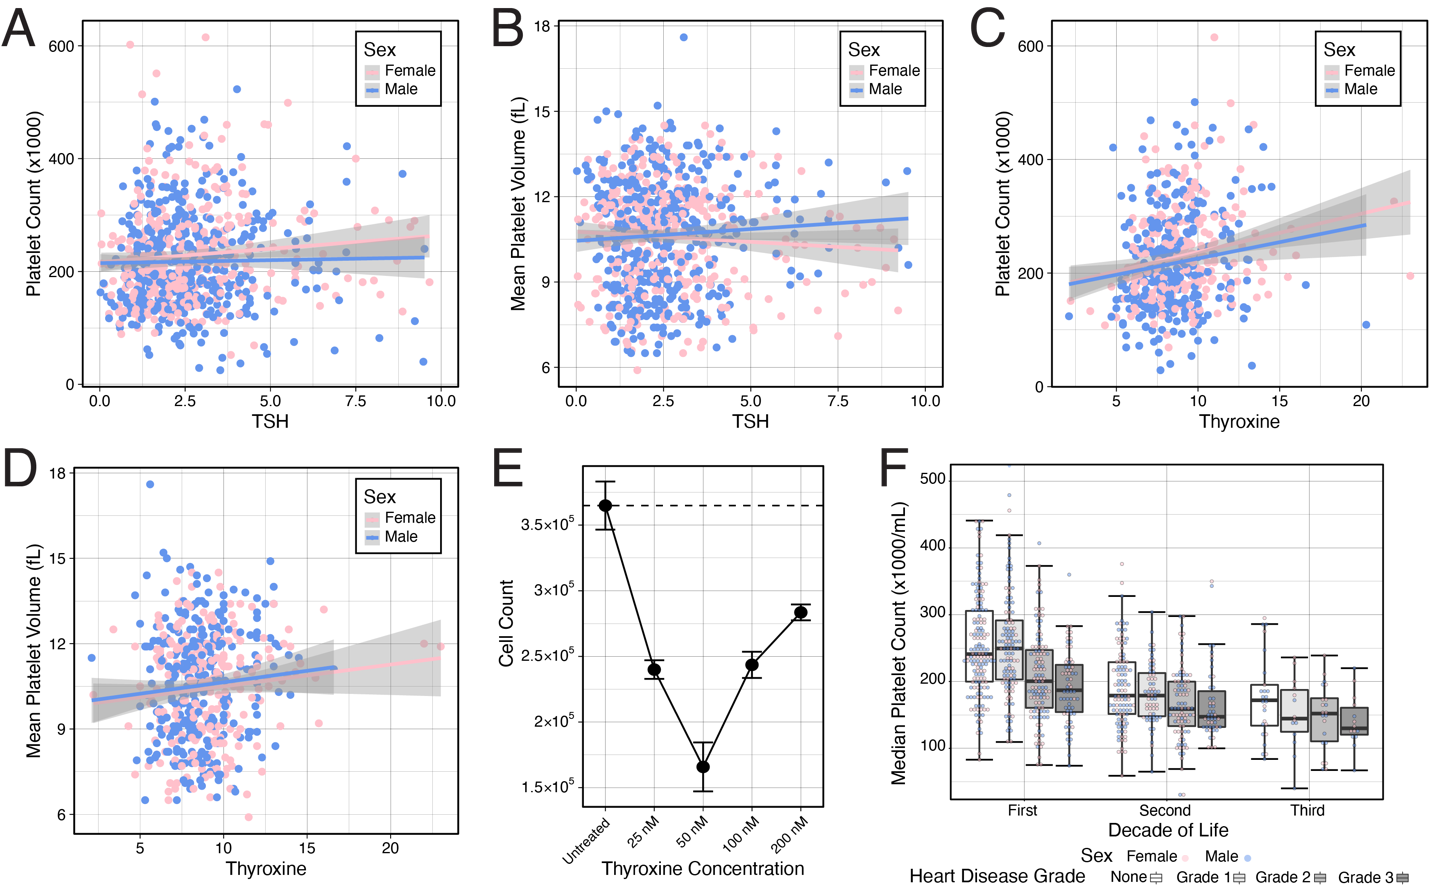 A
Platelet Count (x1000)
600
400
200
0
0.0 2.5 5.0 7.5 10.0
TSH
Sex
Female
Male
B
Mean Platelet Volume (fL)
18
15
12
9
6
0.0 2.5 5.0 7.5 10.0
TSH
Sex
Female
Male
C
Platelet Count (x1000)
600
400
200
0
5 10 15 20
Thyroxine
Sex
Female
Male
D
Mean Platelet Volume (fL)
18
15
12
9
6
5 10 15 20
Thyroxine
Sex
Female
Male
E
Cell Count
3.5×10⁵
3×10⁵
2.5×10⁵
2×10⁵
1.5×10⁵
Untreated 25 nM 50 nM 100 nM 200 nM
Thyroxine Concentration
F
Median Platelet Count (x1000/mL)
500
400
300
200
100
First Second Third
Decade of Life
Sex Female Male
Heart Disease Grade None Grade 1 Grade 2 Grade 3